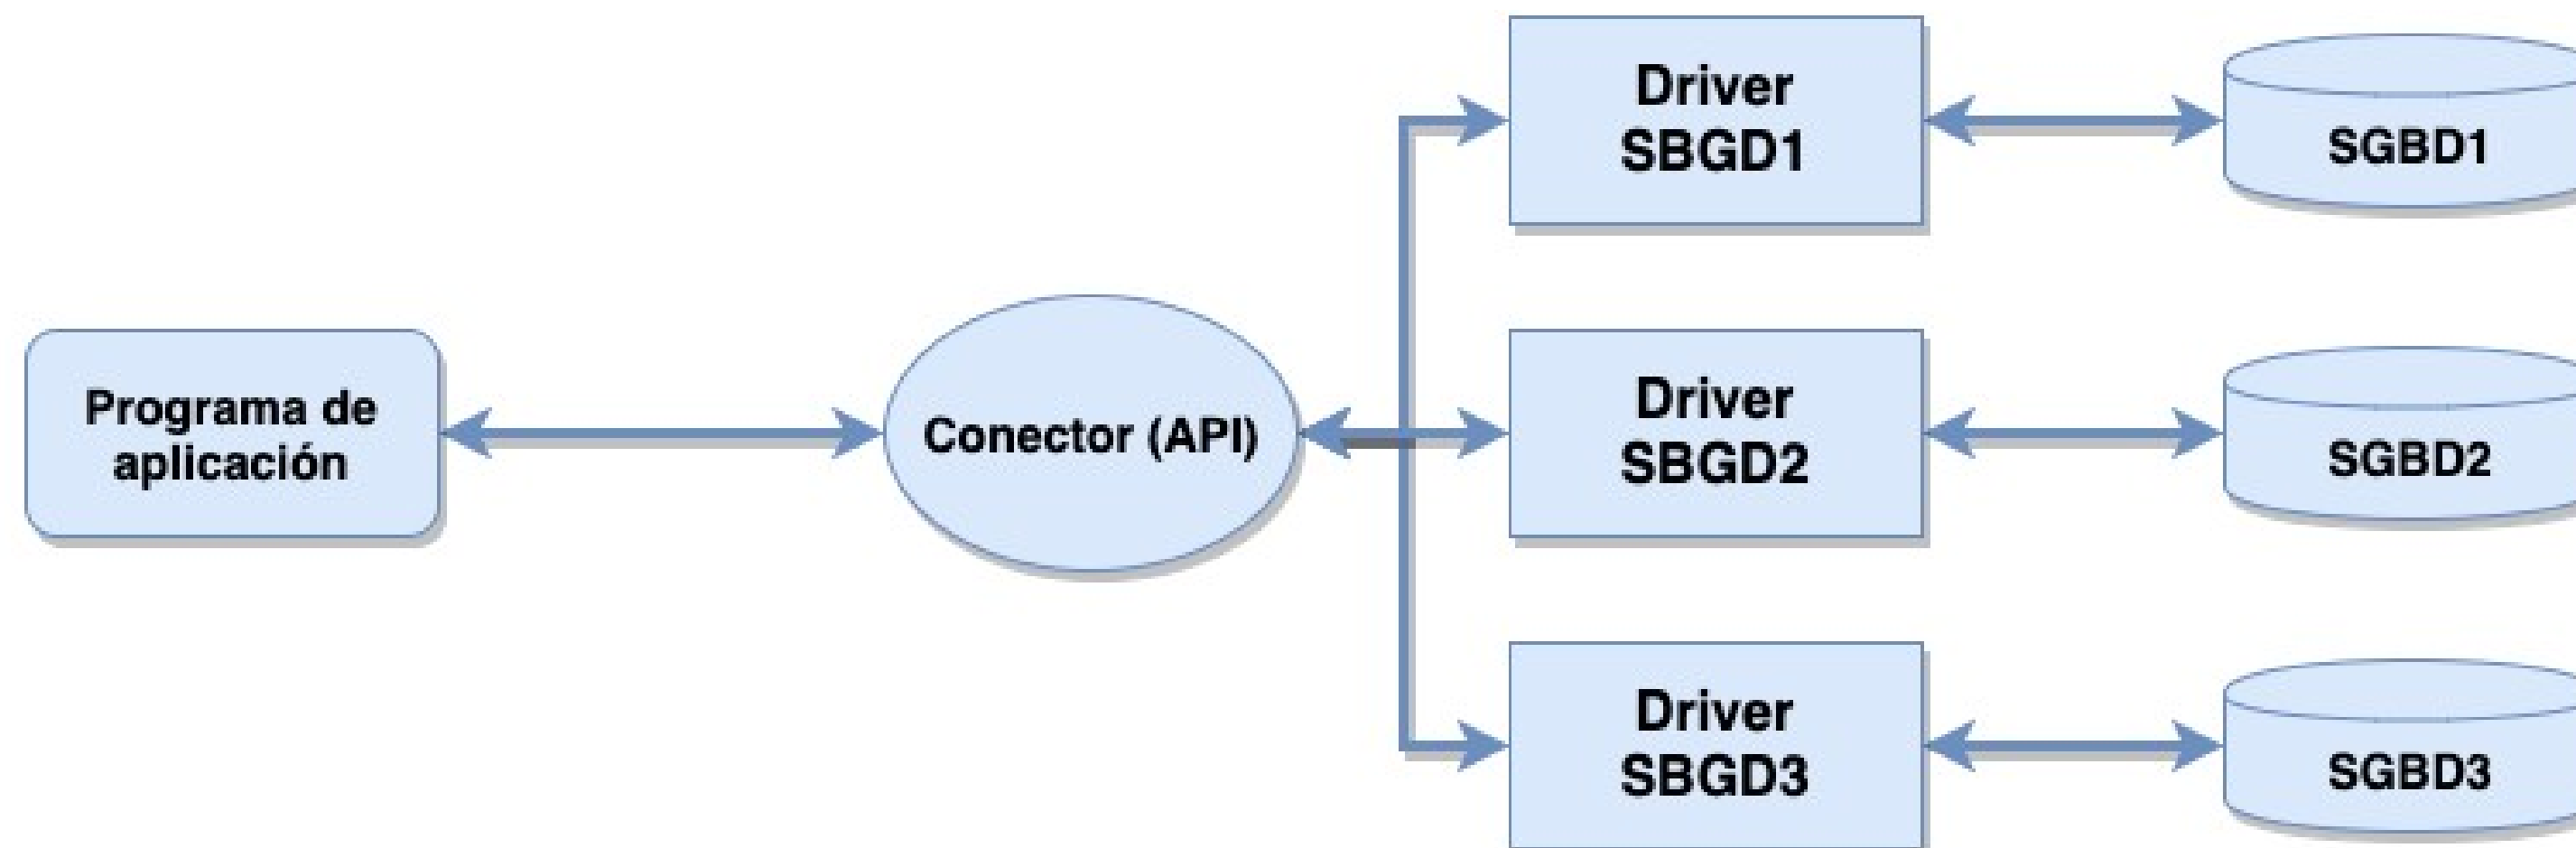 Driver
SBGD1
SGBD1
Programa de
aplicación
Conector (API)
Driver
SBGD2
SGBD2
Driver
SBGD3
SGBD3